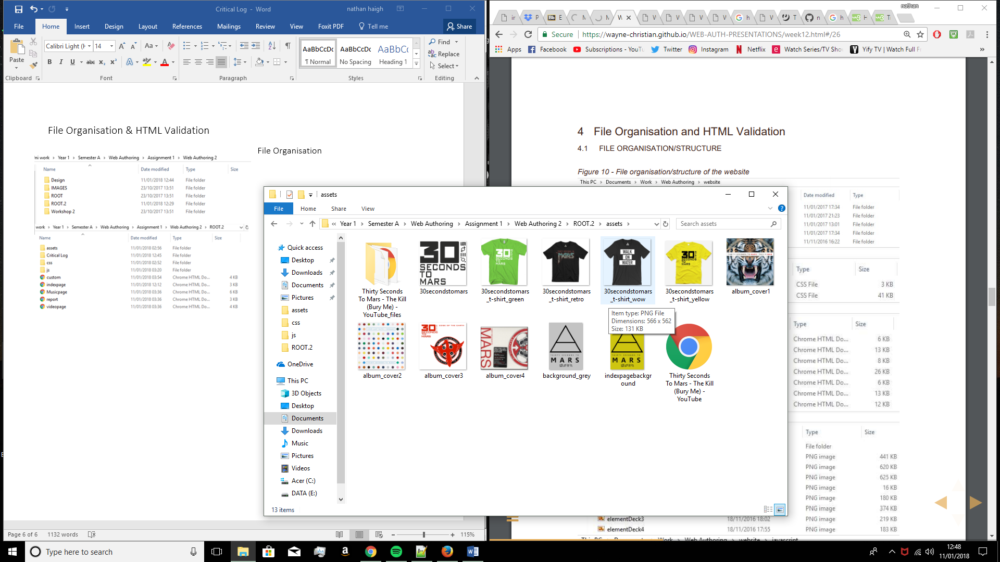 Critical Log - Word
nathan haigh
File Home Insert Design Layout References Mailings Review View Foxit PDF Tell me Share
Paste
Clipboard
Calibri Light (H 14
Font
Paragraph
AaBbCcDc AaBbCcDc AaBbCc
¶ Normal No Spacing Heading 1
Styles
Find
Replace
Select
Editing
File Organisation & HTML Validation
File Organisation
Year 1 > Semester A > Web Authoring > Assignment 1 > Web Authoring 2
Name Date modified Type Size
Design 11/01/2018 12:44 File folder
IMAGES 23/10/2017 13:51 File folder
ROOT 23/10/2017 13:51 File folder
ROOT.2 11/01/2018 12:29 File folder
Workshop 2 23/10/2017 13:51 File folder
work > Year 1 > Semester A > Web Authoring > Assignment 1 > Web Authoring 2 > ROOT.2
Name Date modified Type Size
assets 11/01/2018 02:56 File folder
Critical Log 11/01/2018 12:45 File folder
css 11/01/2018 02:52 File folder
js 11/01/2018 03:20 File folder
custom 11/01/2018 03:54 Chrome HTML Do... 4 KB
indexpage 11/01/2018 12:12 Chrome HTML Do... 3 KB
Musicpage 11/01/2018 03:36 Chrome HTML Do... 6 KB
report 11/01/2018 03:36 Chrome HTML Do... 3 KB
videopage 11/01/2018 03:36 Chrome HTML Do... 4 KB
Page 6 of 6 1132 words 115%
nathan
Secure https://wayne-christian.github.io/WEB-AUTH-PRESENTATIONS/week12.html#/26
Apps Facebook Subscriptions - YouTu Twitter Instagram Netflix Watch Series/TV Sho Yify TV | Watch Full Fr
4 File Organisation and HTML Validation
4.1 FILE ORGANISATION/STRUCTURE
Figure 10 - File organisation/structure of the website
This PC > Documents > Work > Web Authoring > website
Date modified Type
11/01/2017 17:34 File folder
11/01/2017 21:23 File folder
11/01/2017 13:01 File folder
11/01/2017 17:34 File folder
11/11/2016 16:22 File folder
Type Size
CSS File 3 KB
CSS File 41 KB
Type Size
Chrome HTML Do... 6 KB
Chrome HTML Do... 13 KB
Chrome HTML Do... 8 KB
Chrome HTML Do... 26 KB
Chrome HTML Do... 6 KB
Chrome HTML Do... 13 KB
Chrome HTML Do... 12 KB
Type Size
File folder
PNG image 441 KB
PNG image 620 KB
PNG image 625 KB
PNG image 16 KB
PNG image 180 KB
PNG image 374 KB
elementDeck3 18/11/2016 18:02 PNG image 219 KB
elementDeck4 18/11/2016 17:55 PNG image 183 KB
assets
File Home Share View
« Year 1 > Semester A > Web Authoring > Assignment 1 > Web Authoring 2 > ROOT.2 > assets >
Search assets
Quick access
Desktop
Downloads
Documents
Pictures
assets
css
js
ROOT.2
OneDrive
This PC
3D Objects
Desktop
Documents
Downloads
Music
Pictures
Videos
Acer (C:)
DATA (E:)
Thirty Seconds To Mars - The Kill (Bury Me) - YouTube_files
30 SECONDS TO MARS
30secondstomars
30secondstomars_t-shirt_green
30secondstomars_t-shirt_retro
WALK ON WATER
30secondstomars_t-shirt_wow
30secondstomars_t-shirt_yellow
album_cover1
Item type: PNG File
Dimensions: 566 x 562
Size: 131 KB
album_cover2
album_cover3
MARS
album_cover4
MARS
background_grey
MARS
indexpagebackground
Thirty Seconds To Mars - The Kill (Bury Me) - YouTube
13 items
Type here to search
12:48
11/01/2018